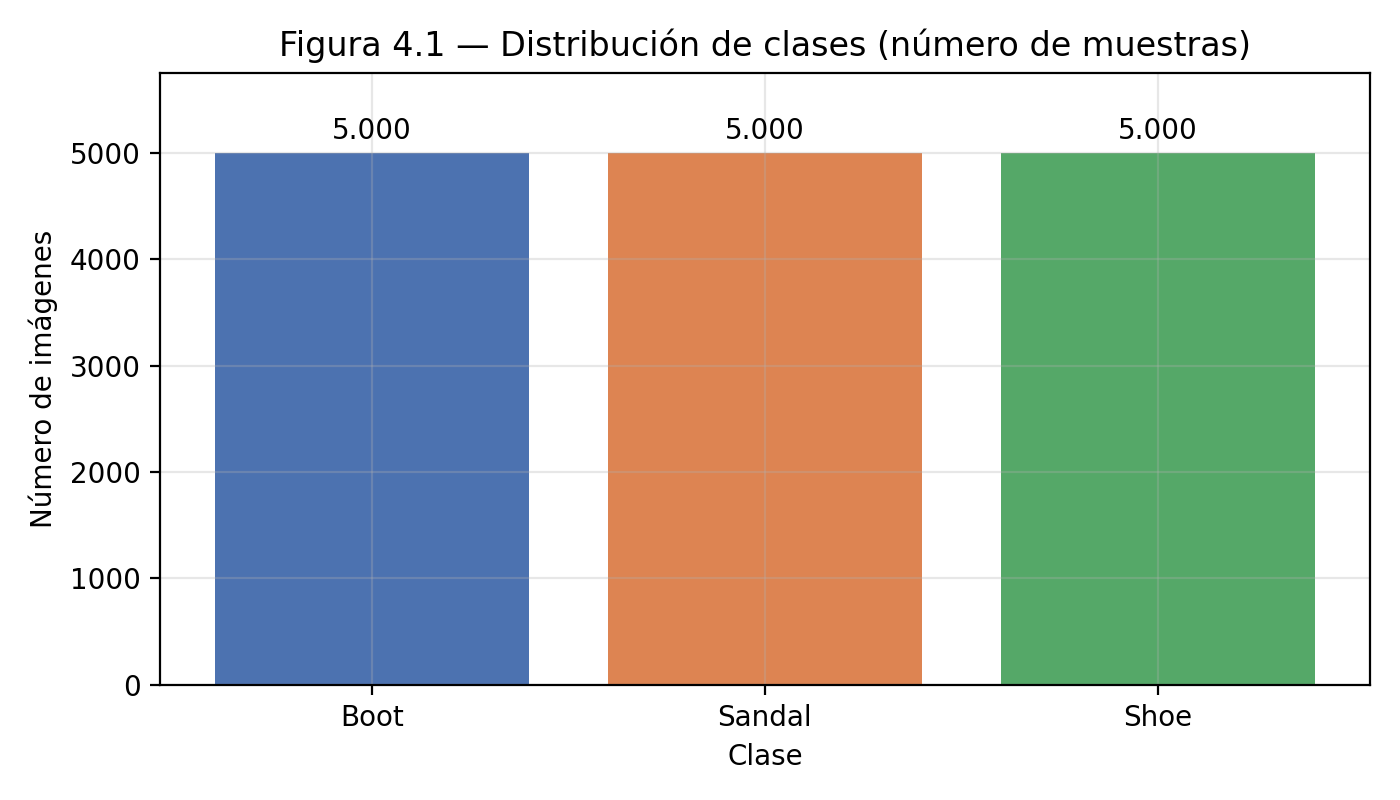 Figura 4.1 — Distribución de clases (número de muestras)
5.000 5.000 5.000
5000
4000
3000
2000
1000
0
Número de imágenes
Boot Sandal Shoe
Clase